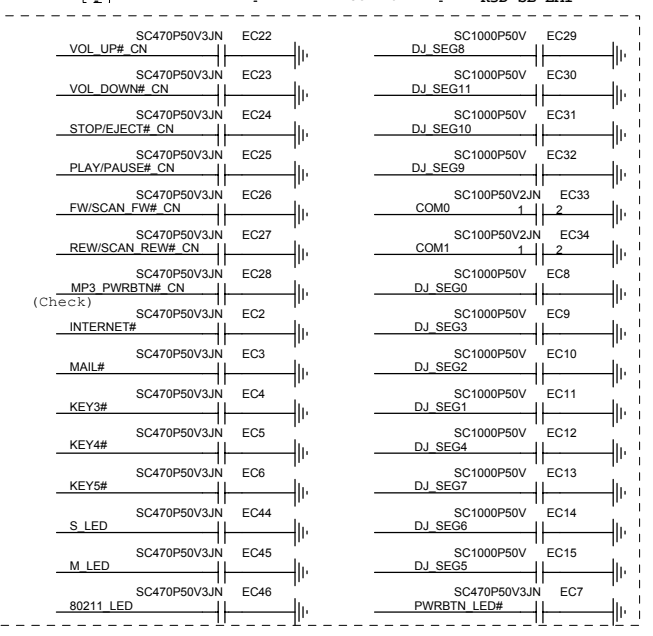 SC470P50V3JN EC22
VOL_UP#_CN
SC470P50V3JN EC23
VOL_DOWN#_CN
SC470P50V3JN EC24
STOP/EJECT#_CN
SC470P50V3JN EC25
PLAY/PAUSE#_CN
SC470P50V3JN EC26
FW/SCAN_FW#_CN
SC470P50V3JN EC27
REW/SCAN_REW#_CN
SC470P50V3JN EC28
MP3_PWRBTN#_CN
(Check)
SC470P50V3JN EC2
INTERNET#
SC470P50V3JN EC3
MAIL#
SC470P50V3JN EC4
KEY3#
SC470P50V3JN EC5
KEY4#
SC470P50V3JN EC6
KEY5#
SC470P50V3JN EC44
S_LED
SC470P50V3JN EC45
M_LED
SC470P50V3JN EC46
80211_LED
SC1000P50V EC29
DJ_SEG8
SC1000P50V EC30
DJ_SEG11
SC1000P50V EC31
DJ_SEG10
SC1000P50V EC32
DJ_SEG9
SC100P50V2JN EC33
COM0 1 2
SC100P50V2JN EC34
COM1 1 2
SC1000P50V EC8
DJ_SEG0
SC1000P50V EC9
DJ_SEG3
SC1000P50V EC10
DJ_SEG2
SC1000P50V EC11
DJ_SEG1
SC1000P50V EC12
DJ_SEG4
SC1000P50V EC13
DJ_SEG7
SC1000P50V EC14
DJ_SEG6
SC1000P50V EC15
DJ_SEG5
SC470P50V3JN EC7
PWRBTN_LED#